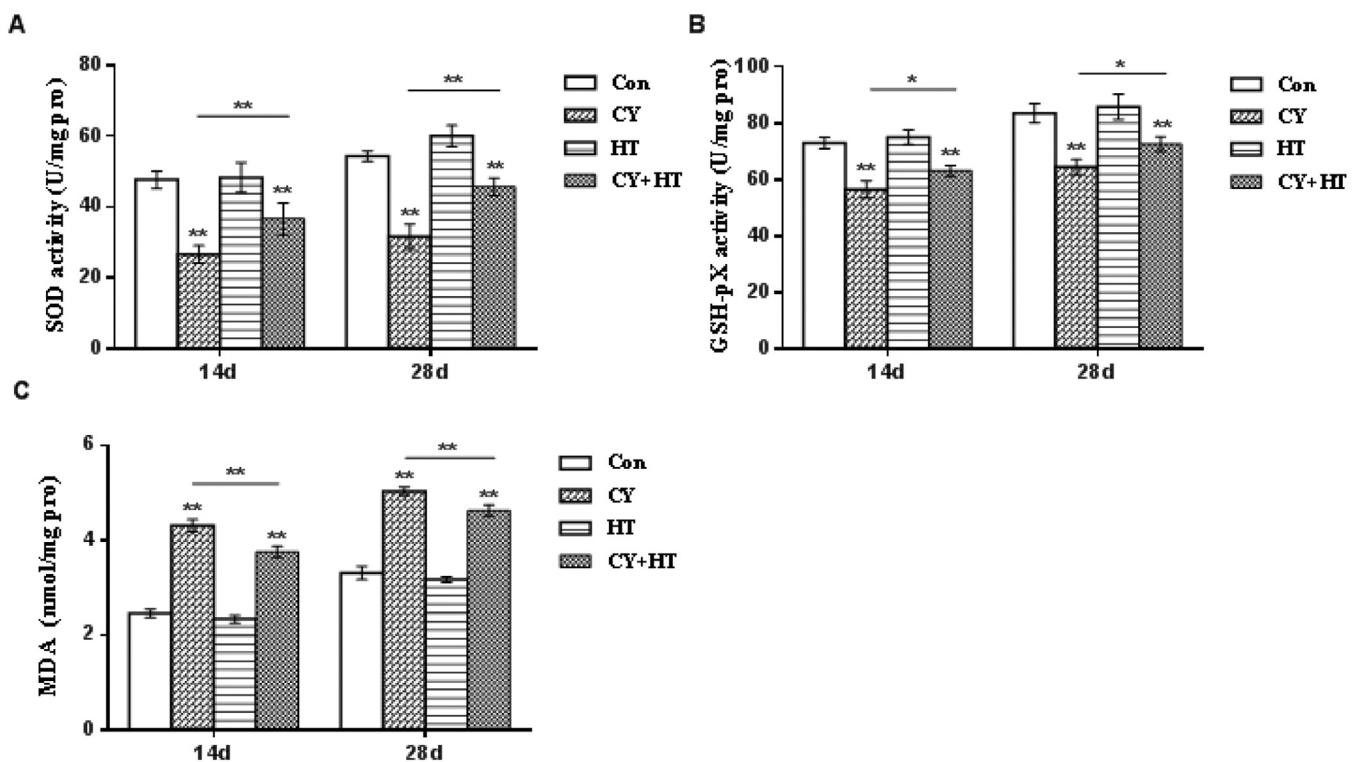 A
SOD activity (U/mg pro)
80
60
40
20
0
**
**
**
**
**
**
14d
28d
Con
CY
HT
CY+HT
B
GSH-pX activity (U/mg pro)
100
80
60
40
20
0
*
*
**
**
**
**
14d
28d
Con
CY
HT
CY+HT
C
MDA (nmol/mg pro)
6
4
2
0
**
**
**
**
**
**
14d
28d
Con
CY
HT
CY+HT